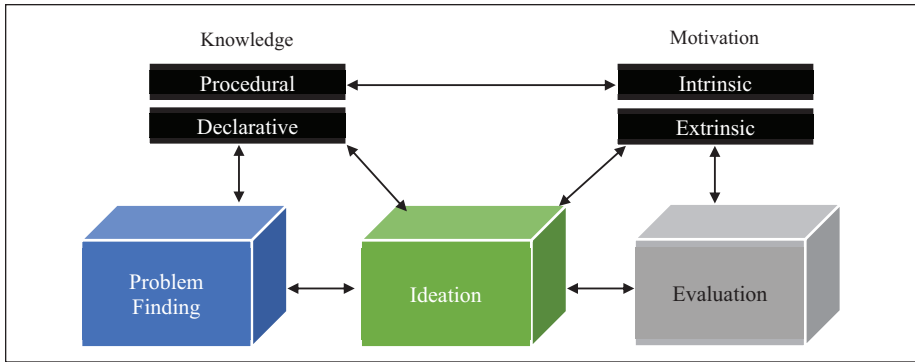 Knowledge
Motivation
Procedural
Intrinsic
Declarative
Extrinsic
Problem
Finding
Ideation
Evaluation